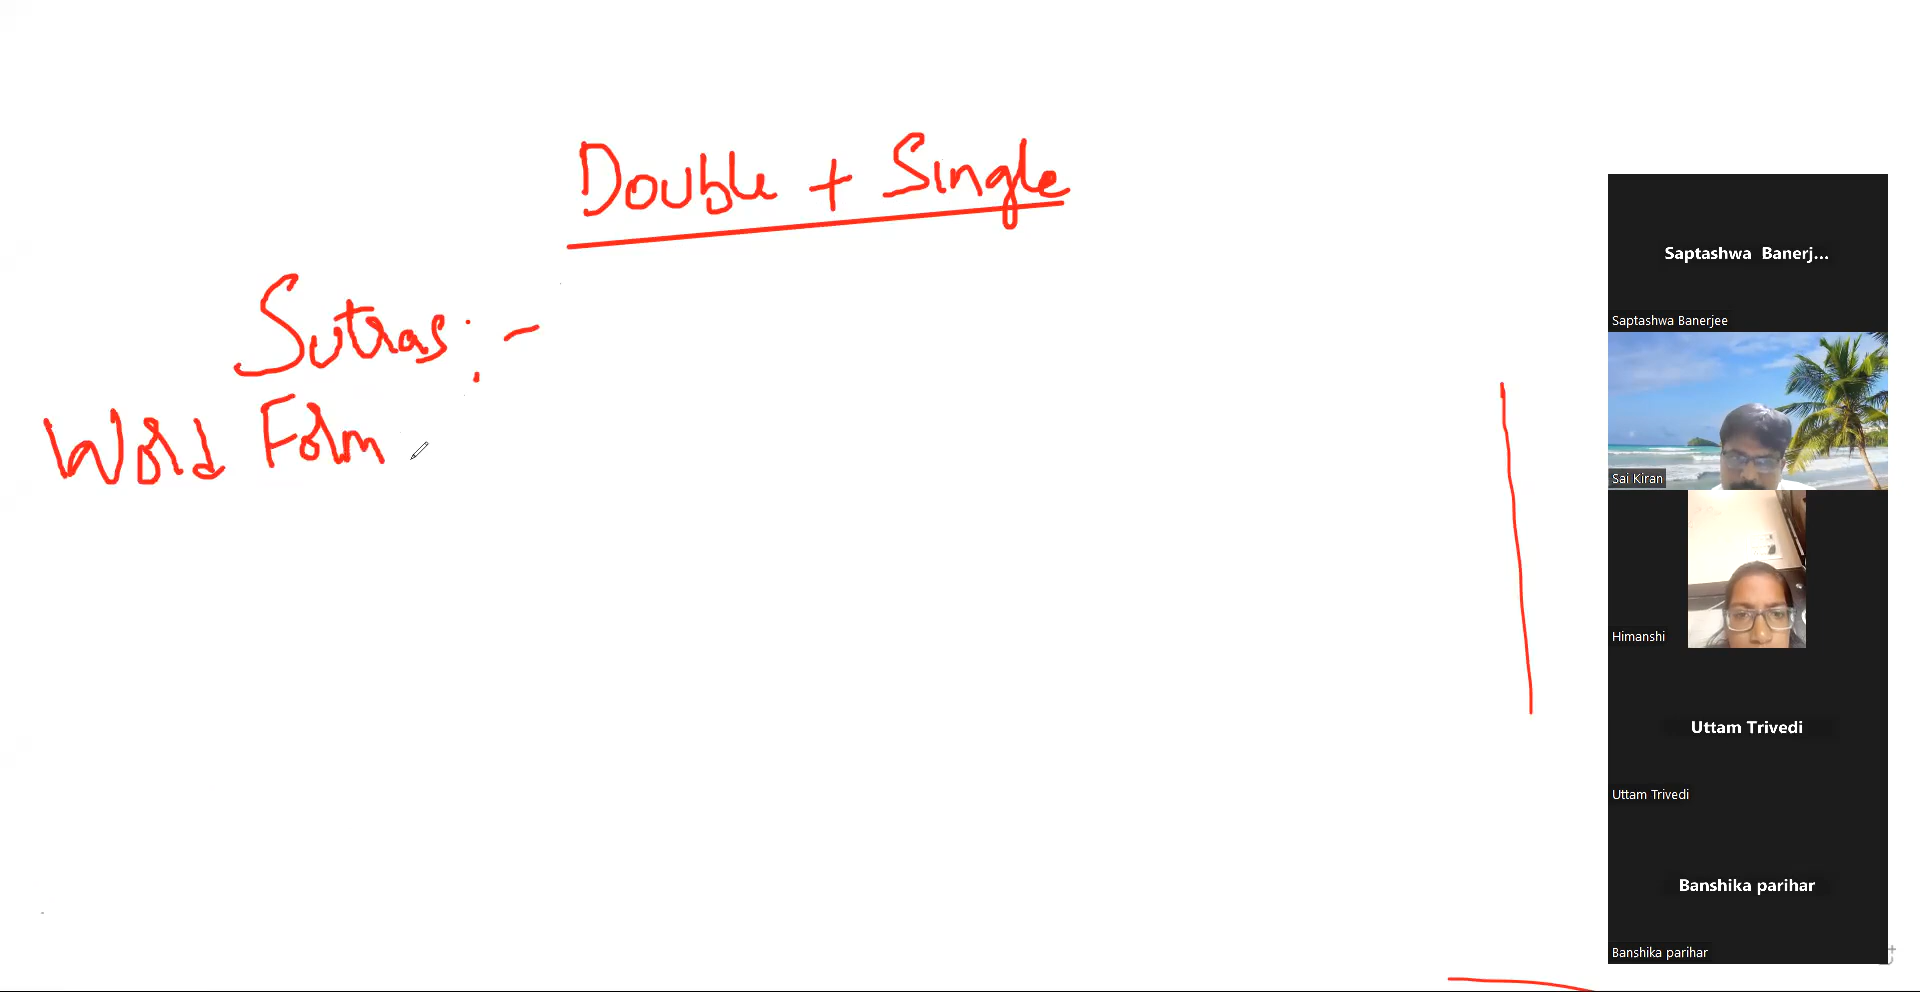 Double + Single
Sutras : -
Word Form
Saptashwa Banerj...
Saptashwa Banerjee
Sai Kiran
Himanshi
Uttam Trivedi
Uttam Trivedi
Banshika parihar
Banshika parihar